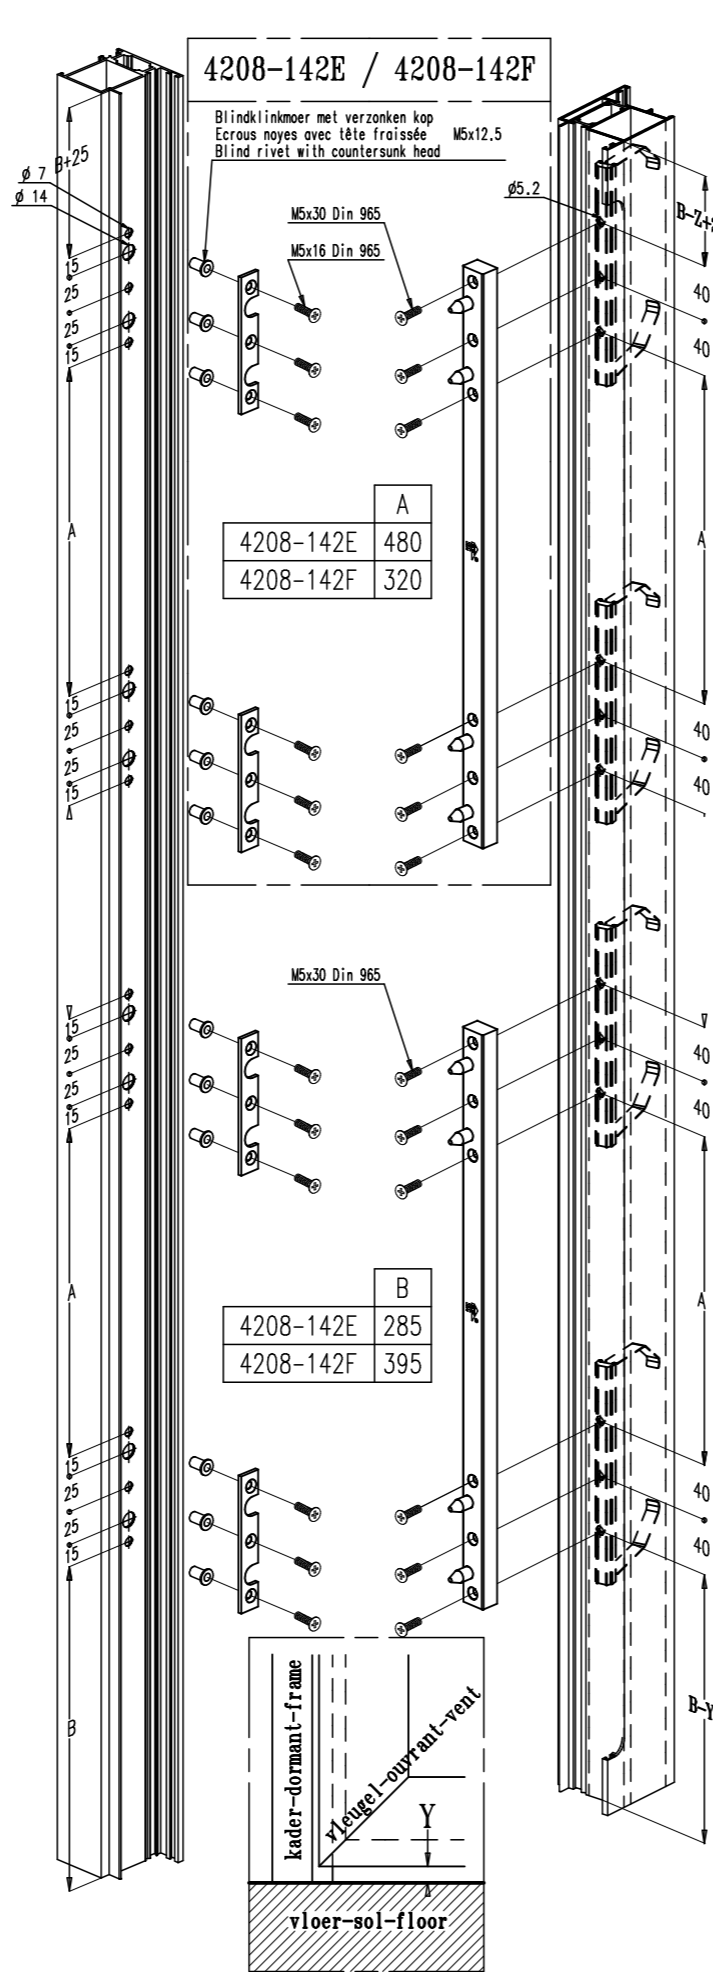 4208-142E / 4208-142F
Blindklinkmoer met verzonken kop
Ecrous noyes avec tête fraissée M5x12.5
Blind rivet with countersunk head
B+25
ø 7
ø 14
15
25
25
15
A
15
25
25
15
15
25
25
15
A
15
25
25
15
B
M5x30 Din 965
M5x16 Din 965
A
4208-142E 480
4208-142F 320
M5x30 Din 965
B
4208-142E 285
4208-142F 395
ø5.2
40
40
A
40
40
40
40
A
40
40
B-Y
kader-dormant-frame
vleugel-ouvrant-vent
Y
vloer-sol-floor